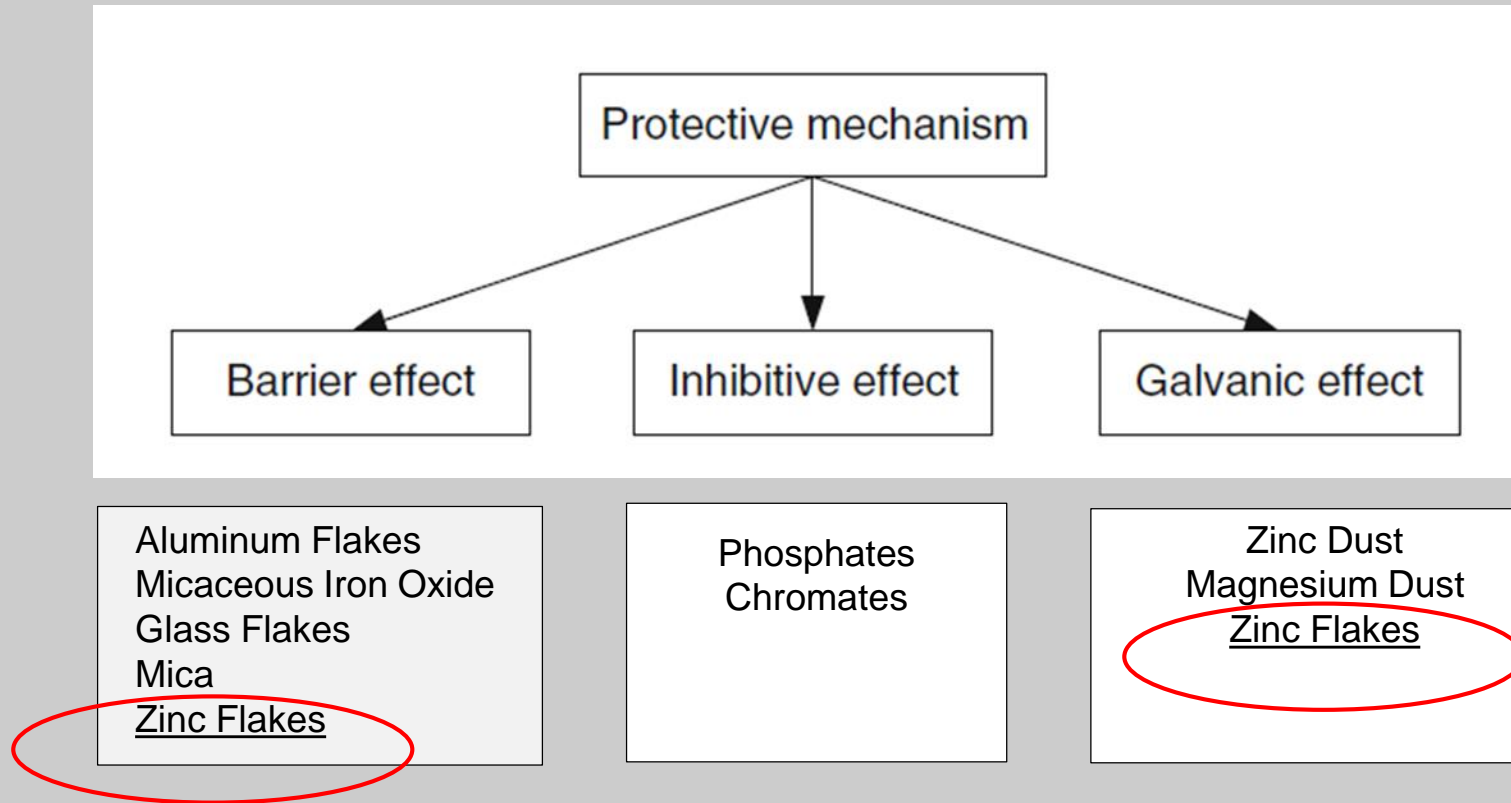 Protective mechanism
Barrier effect
Inhibitive effect
Galvanic effect
Aluminum Flakes
Micaceous Iron Oxide
Glass Flakes
Mica
Zinc Flakes
Phosphates
Chromates
Zinc Dust
Magnesium Dust
Zinc Flakes